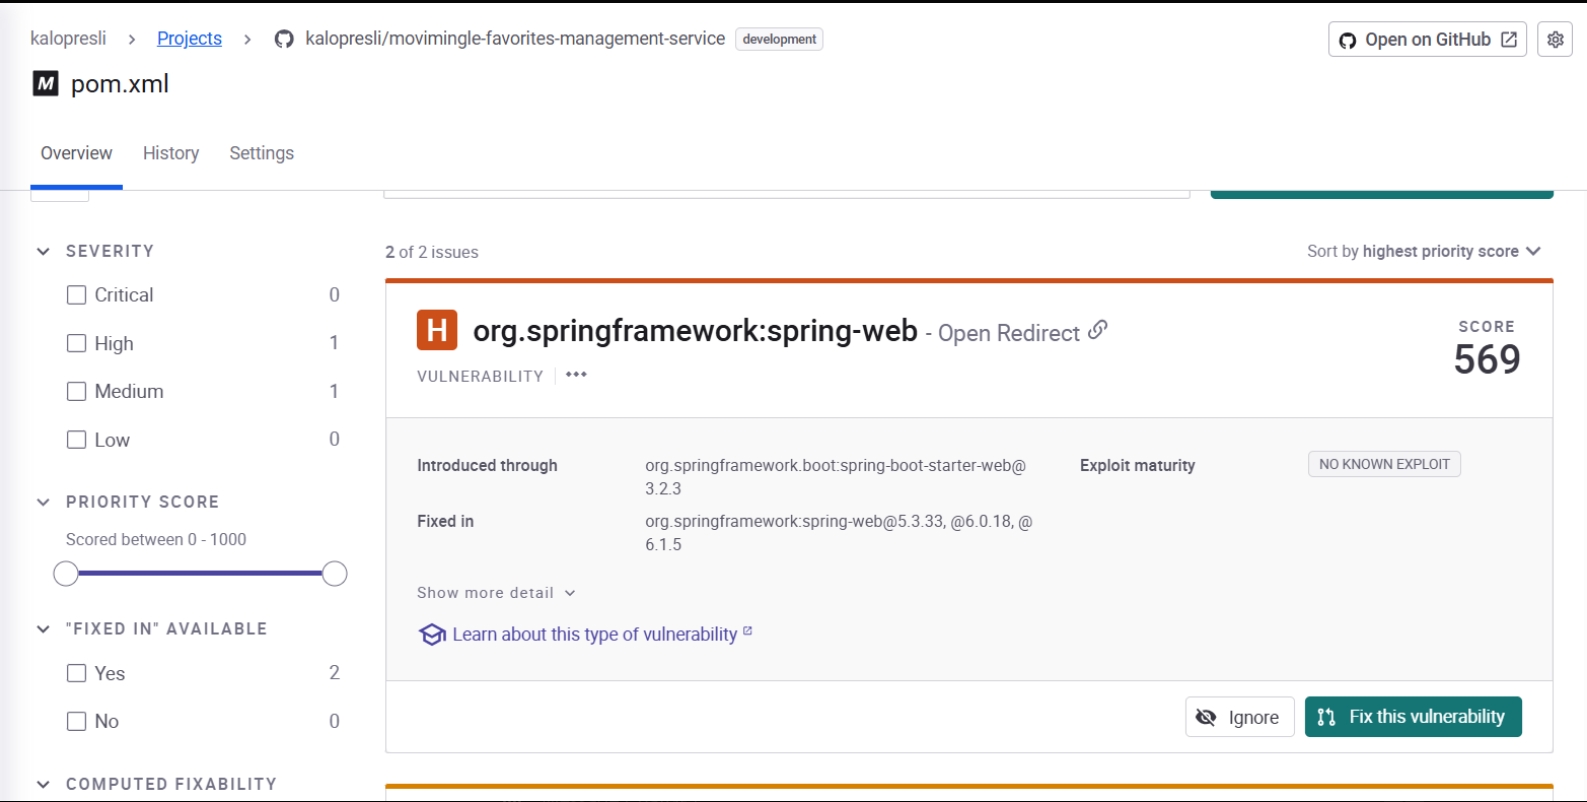 kalopresli > Projects > kalopresli/movimingle-favorites-management-service development
Open on GitHub
M pom.xml
Overview History Settings
SEVERITY
Critical 0
High 1
Medium 1
Low 0
PRIORITY SCORE
Scored between 0 - 1000
"FIXED IN" AVAILABLE
Yes 2
No 0
COMPUTED FIXABILITY
2 of 2 issues
Sort by highest priority score
H org.springframework:spring-web - Open Redirect
VULNERABILITY
SCORE
569
Introduced through
org.springframework.boot:spring-boot-starter-web@
3.2.3
Exploit maturity
NO KNOWN EXPLOIT
Fixed in
org.springframework:spring-web@5.3.33, @6.0.18, @
6.1.5
Show more detail
Learn about this type of vulnerability
Ignore
Fix this vulnerability